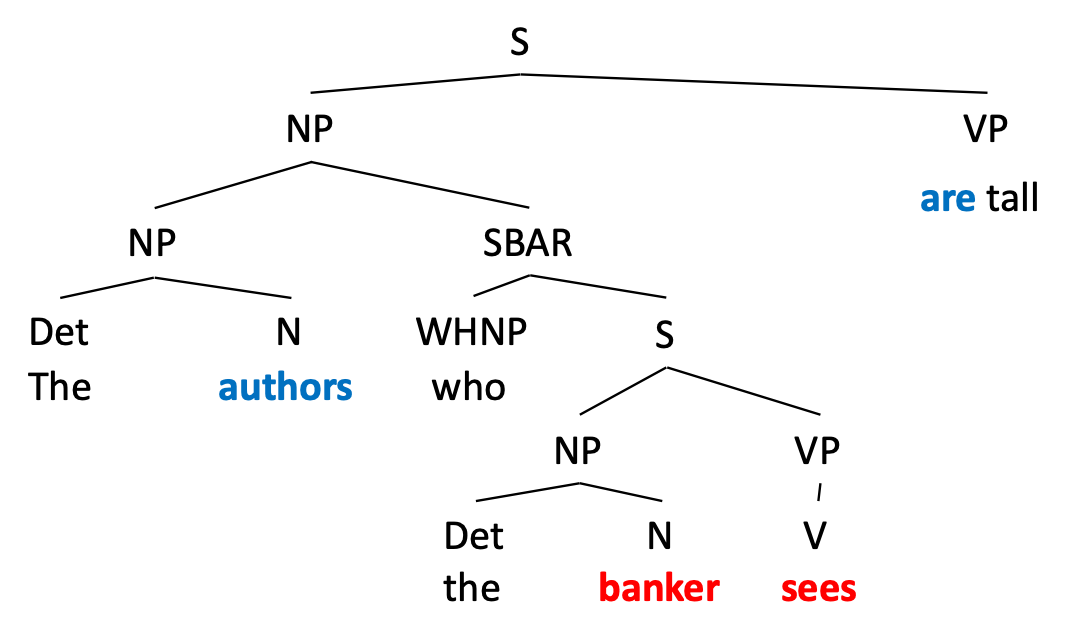 S
NP VP
are tall
NP SBAR
Det N WHNP S
The authors who
NP VP
Det N V
the banker sees